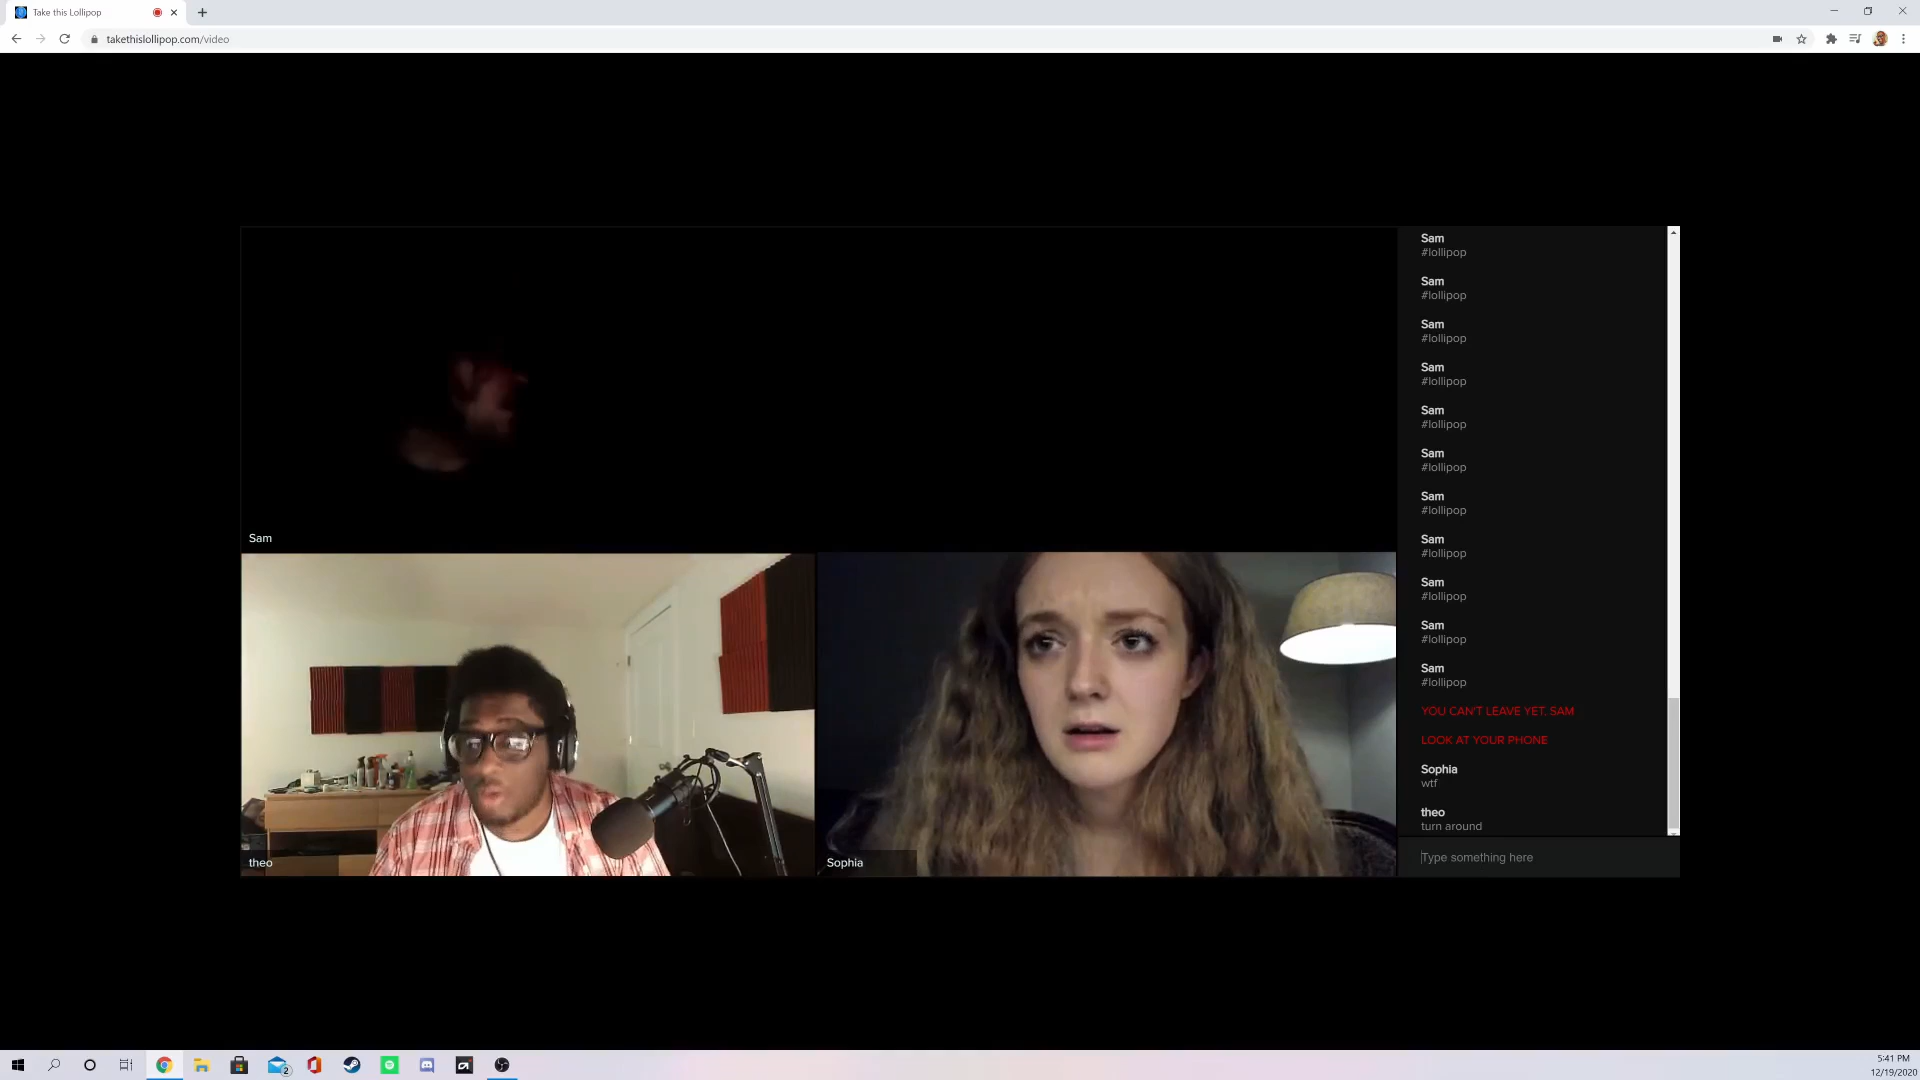 Take this Lollipop
takethislollipop.com/video
Sam
#lollipop
Sam
#lollipop
Sam
#lollipop
Sam
#lollipop
Sam
#lollipop
Sam
#lollipop
Sam
#lollipop
Sam
#lollipop
Sam
#lollipop
Sam
#lollipop
Sam
#lollipop
YOU CAN'T LEAVE YET, SAM
LOOK AT YOUR PHONE
Sophia
wtf
theo
turn around
Type something here
Sam
theo
Sophia
2
5:41 PM
12/19/2020